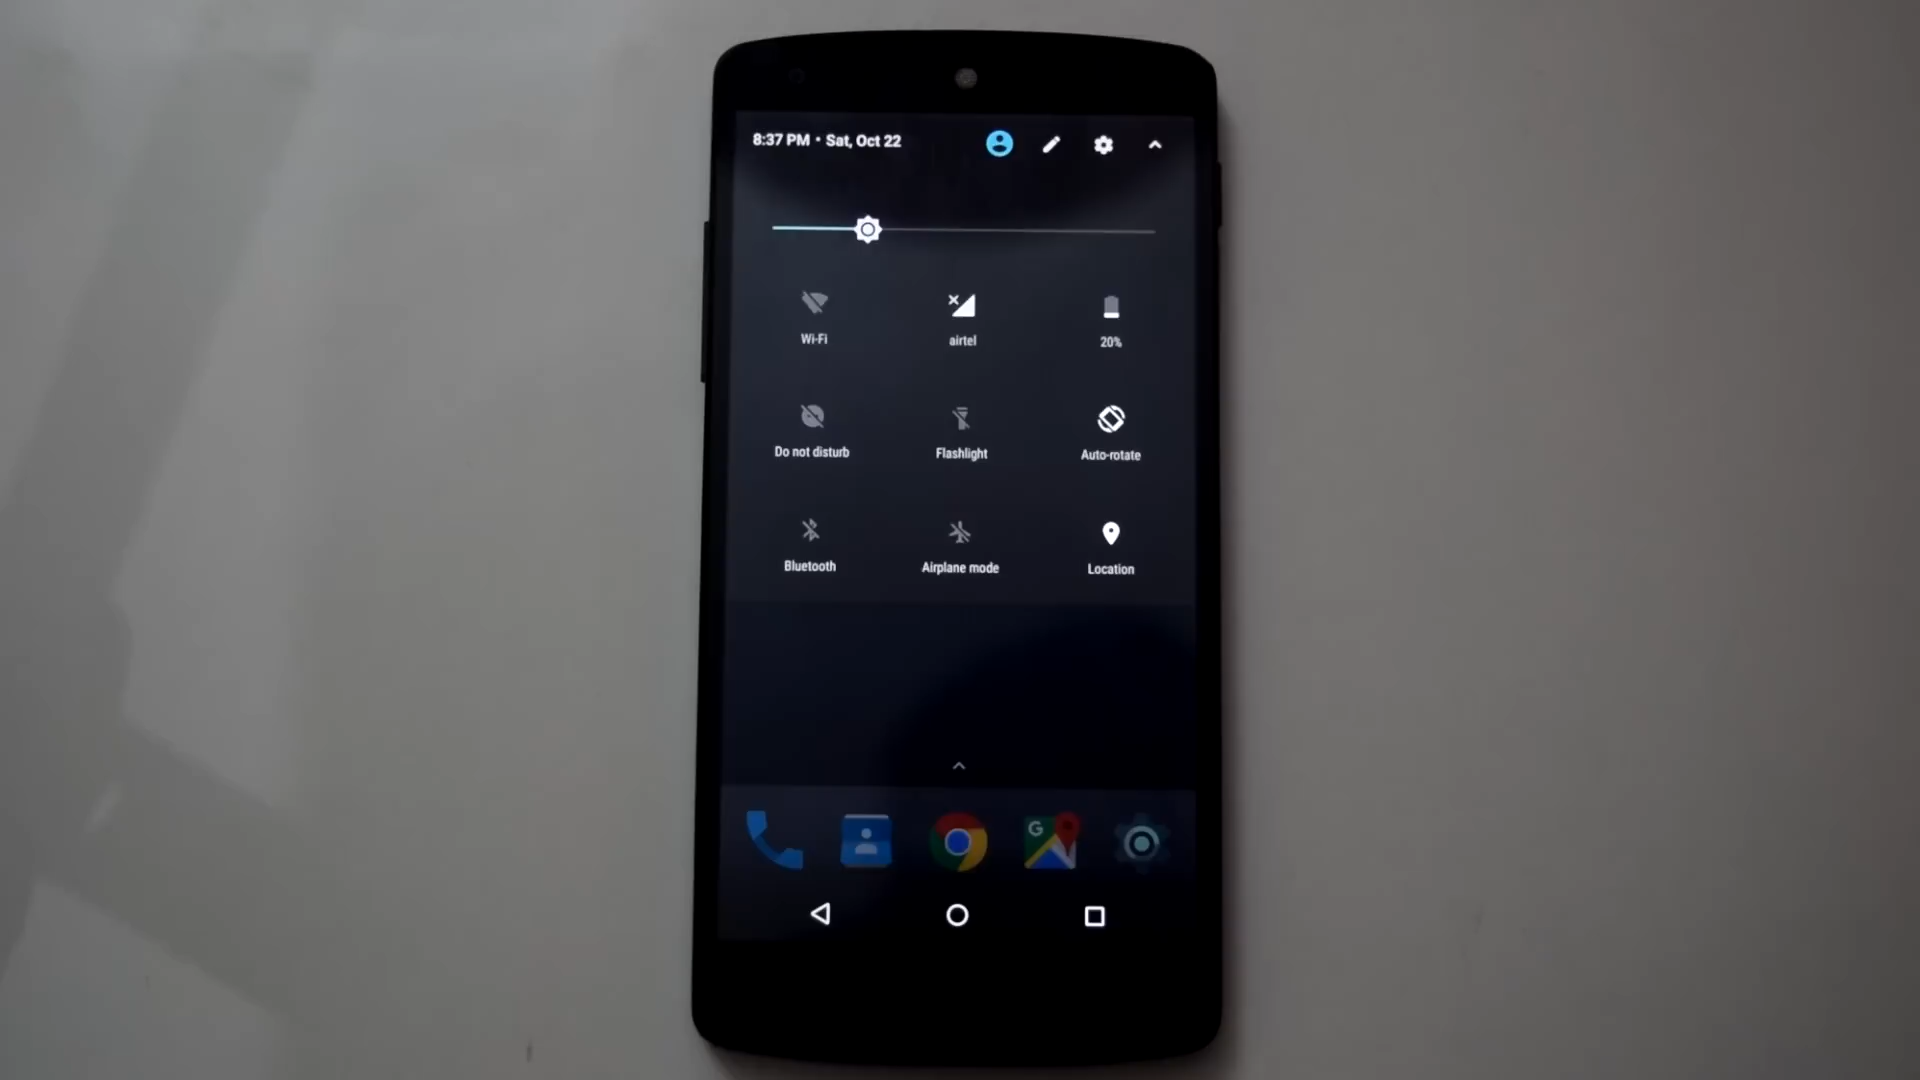 8:37 PM • Sat, Oct 22
Wi-Fi
airtel
20%
Do not disturb
Flashlight
Auto-rotate
Bluetooth
Airplane mode
Location
G